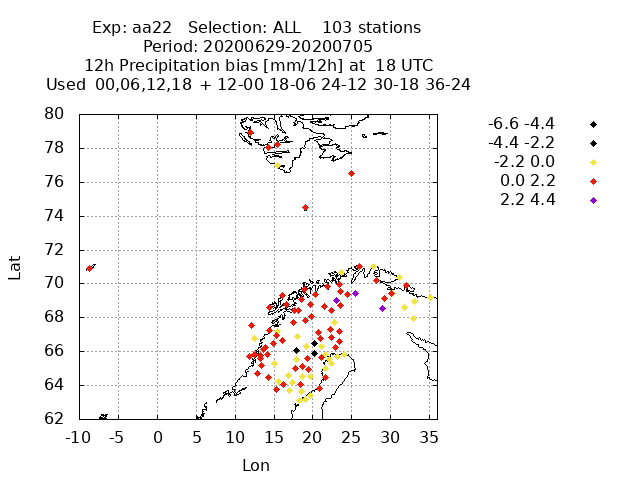 Exp: aa22 Selection: ALL 103 stations
Period: 20200629-20200705
12h Precipitation bias [mm/12h] at 18 UTC
Used 00,06,12,18 + 12-00 18-06 24-12 30-18 36-24
-6.6 -4.4
-4.4 -2.2
-2.2 0.0
0.0 2.2
2.2 4.4
80
78
76
74
72
70
68
66
64
62
Lat
-10 -5 0 5 10 15 20 25 30 35
Lon